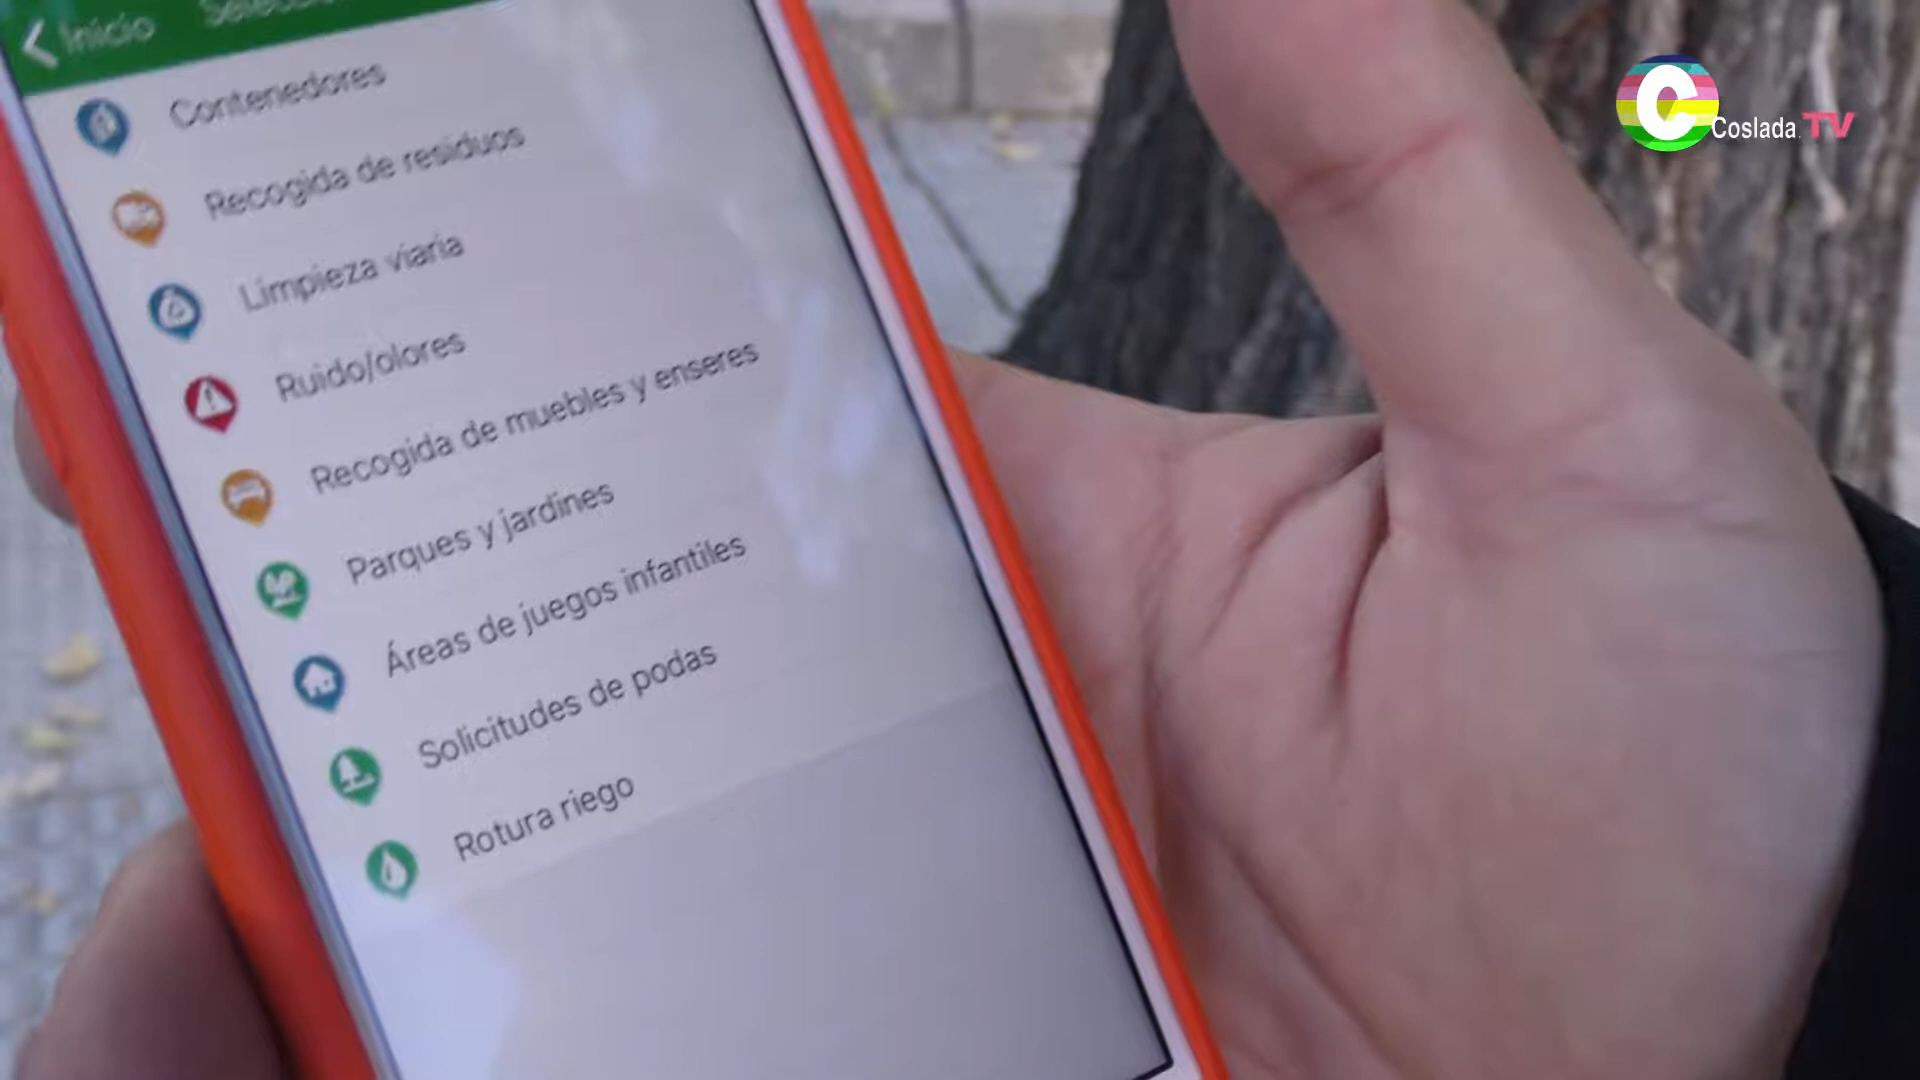 Inicio
Contenedores
Recogida de residuos
Limpieza viaria
Ruido/olores
Recogida de muebles y enseres
Parques y jardines
Áreas de juegos infantiles
Solicitudes de podas
Rotura riego
C
Coslada.TV